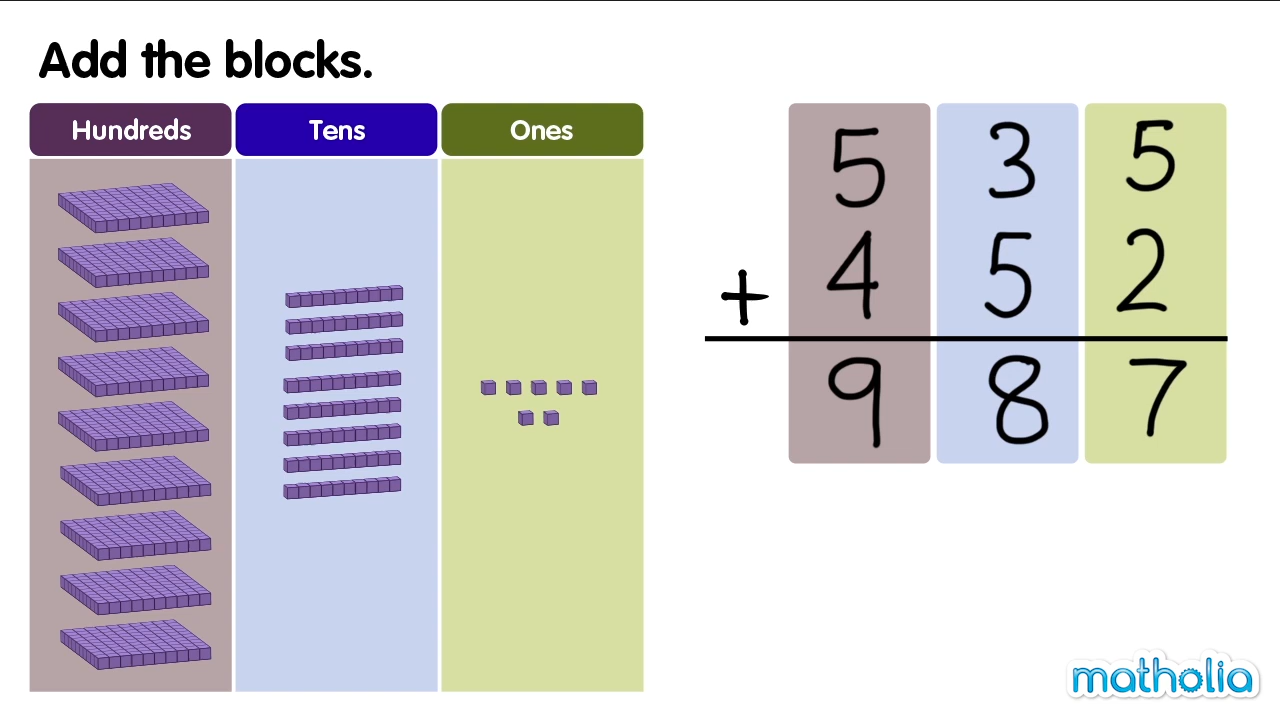 Add the blocks.
Hundreds Tens Ones
5 3 5
+ 4 5 2
9 8 7
matholia